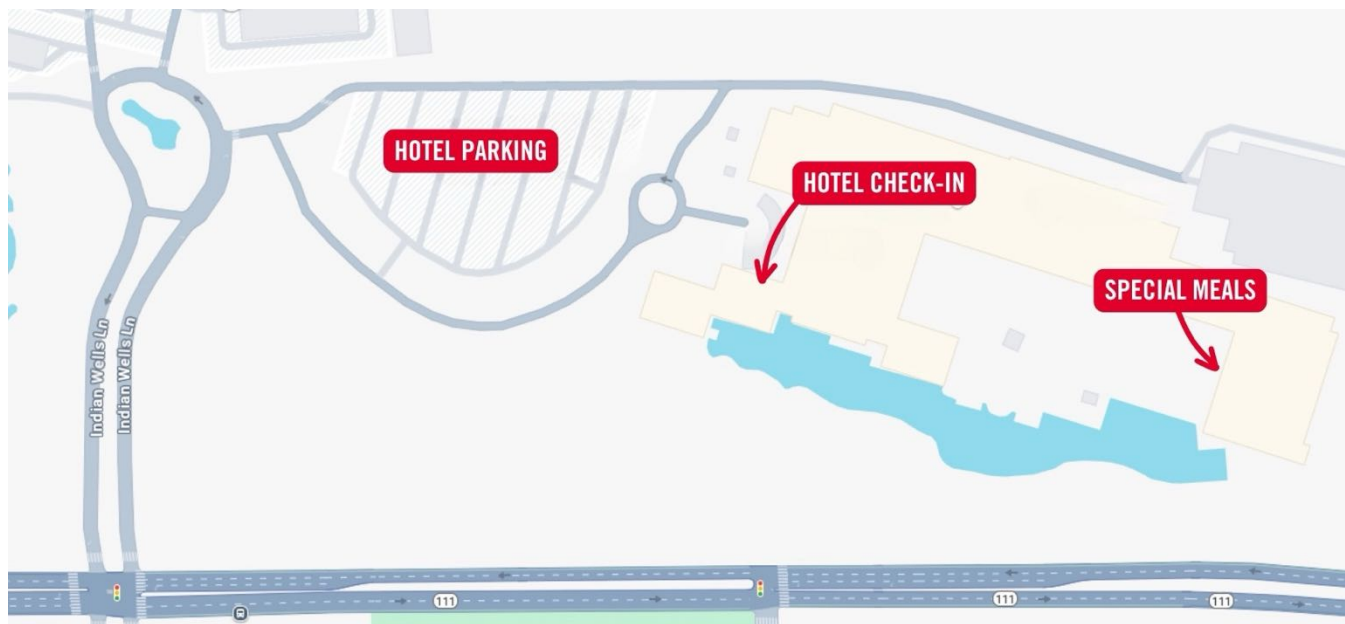 HOTEL PARKING
HOTEL CHECK-IN
SPECIAL MEALS
Indian Wells Ln
Indian Wells Ln
111
111
111